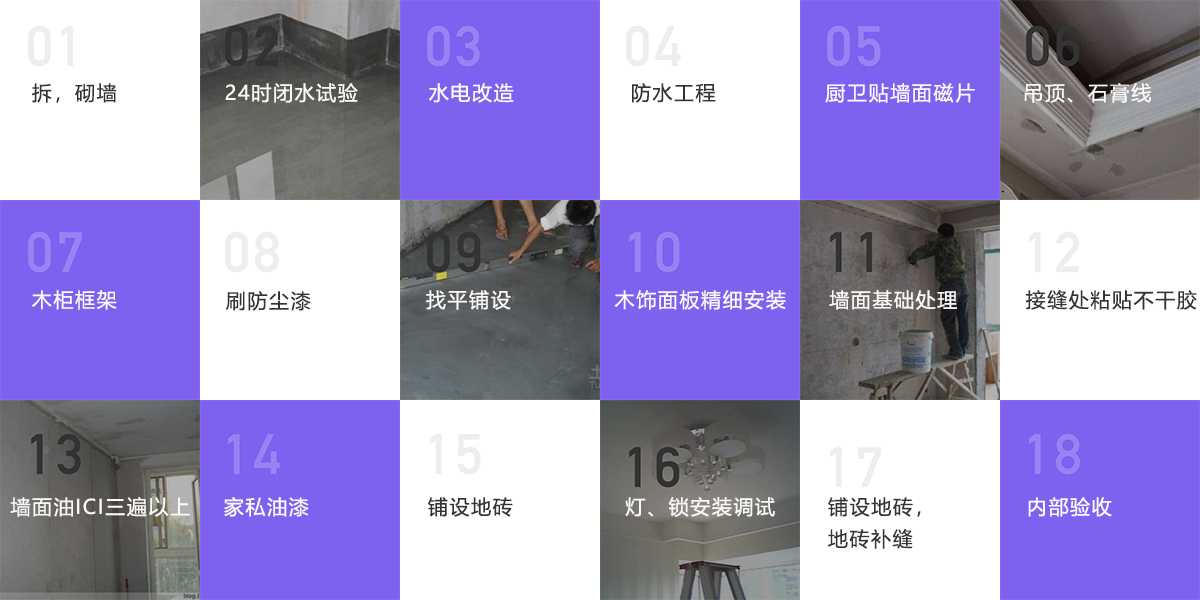 01
拆，砌墙
02
24时闭水试验
03
水电改造
04
防水工程
05
厨卫贴墙面磁片
06
吊顶、石膏线
07
木柜框架
08
刷防尘漆
09
找平铺设
10
木饰面板精细安装
11
墙面基础处理
12
接缝处粘贴不干胶
13
墙面油ICI三遍以上
14
家私油漆
15
铺设地砖
16
灯、锁安装调试
17
铺设地砖，
地砖补缝
18
内部验收